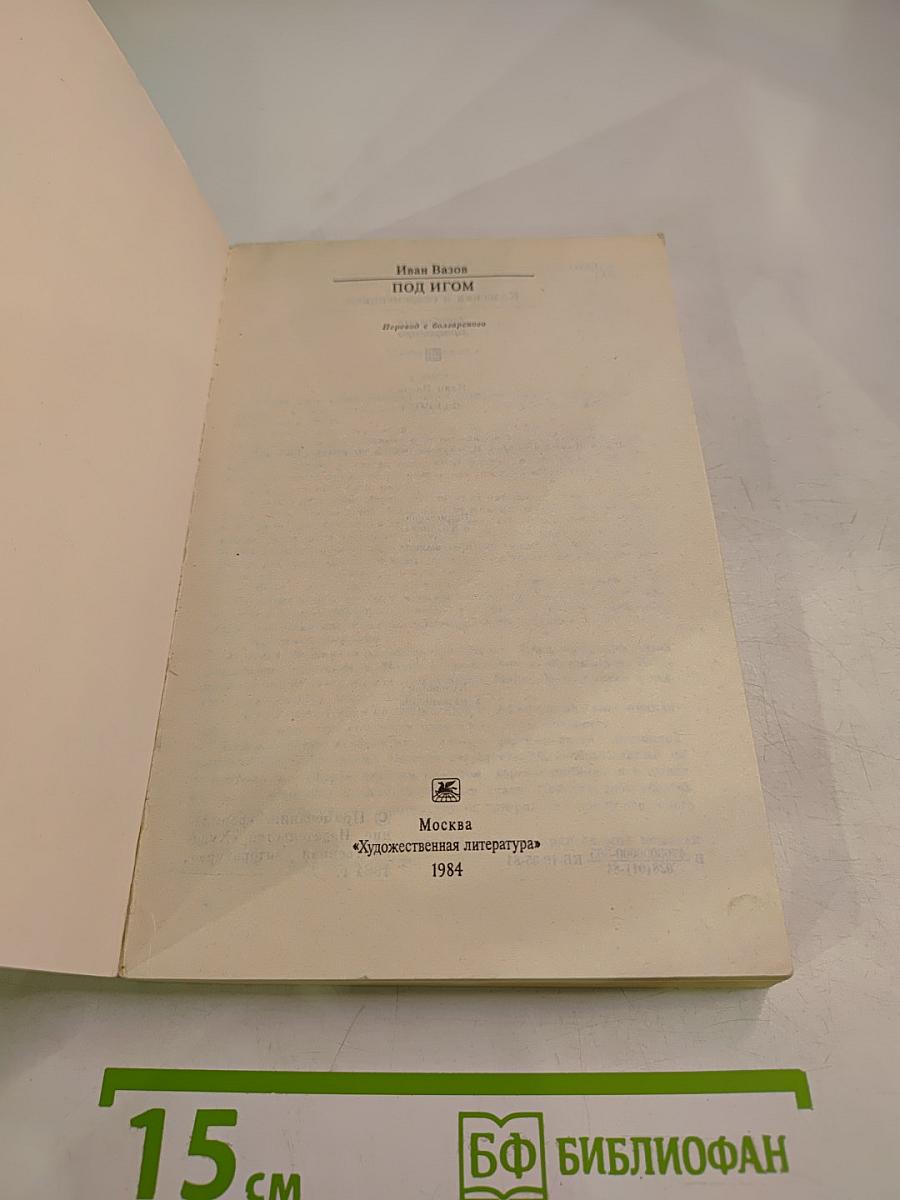 Иван Вазов
ПОД ИГОМ
Перевод с болгарского
Москва
«Художественная литература»
1984
15 см
БФ БИБЛИОФАН